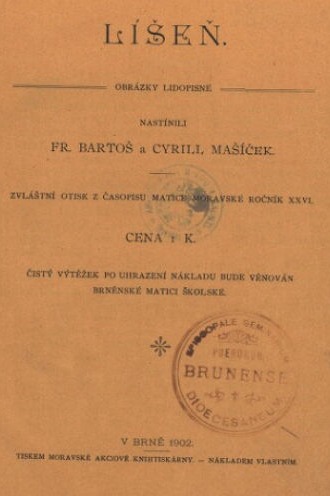 LÍŠEŇ.
OBRÁZKY LIDOPISNÉ
NASTÍNILI
FR. BARTOŠ a CYRILL MAŠÍČEK.
ZVLÁŠTNÍ OTISK Z ČASOPISU MATICE MORAVSKÉ ROČNÍK XXVI.
CENA 1 K.
ČISTÝ VÝTĚŽEK PO UHRAZENÍ NÁKLADU BUDE VĚNOVÁN
BRNĚNSKÉ MATICI ŠKOLSKÉ.
EPISCOPALE SEMIN
BRUNENSE
DIOECESANUM
V BRNĚ 1902.
TISKEM MORAVSKÉ AKCIOVÉ KNIHTISKÁRNY. — NÁKLADEM VLASTNÍM.